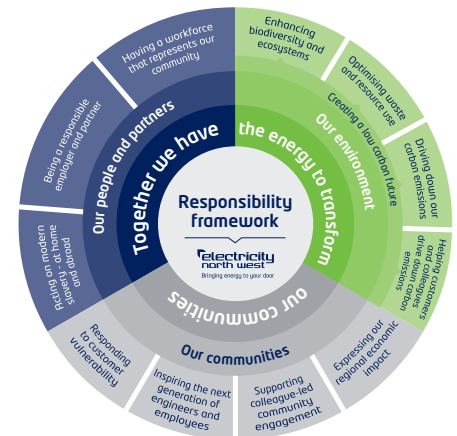 Responsibility
framework
electricity
north west
Bringing energy to your door
Together we have
the energy to transform
our communities
Our people and partners
Our environment
Creating a low carbon future
Our communities
Having a workforce
that represents our
community
Enhancing
biodiversity and
ecosystems
Optimising waste
and resource use
Driving down our
carbon emissions
Helping customers
and colleagues
drive down carbon
emissions
Expressing our
regional economic
impact
Supporting
colleague-led
community
engagement
Inspiring the next
generation of
engineers and
employees
Responding
to customer
vulnerability
Acting on modern
slavery - at home
and abroad
Being a responsible
employer and partner